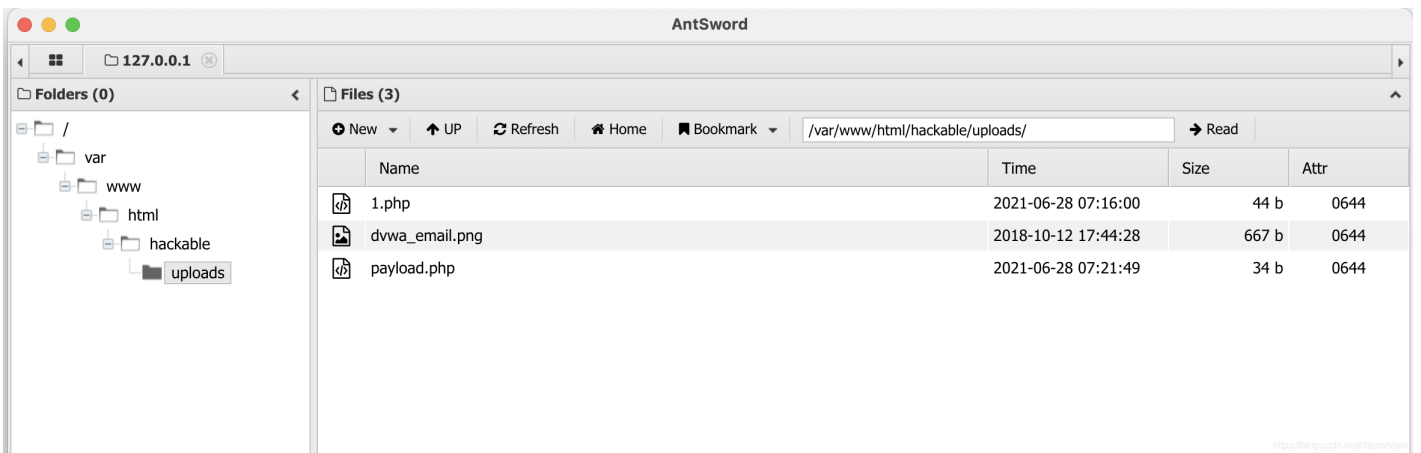 AntSword
127.0.0.1
Folders (0)
Files (3)
/
var
www
html
hackable
uploads
New UP Refresh Home Bookmark /var/www/html/hackable/uploads/ Read
Name Time Size Attr
1.php 2021-06-28 07:16:00 44 b 0644
dvwa_email.png 2018-10-12 17:44:28 667 b 0644
payload.php 2021-06-28 07:21:49 34 b 0644